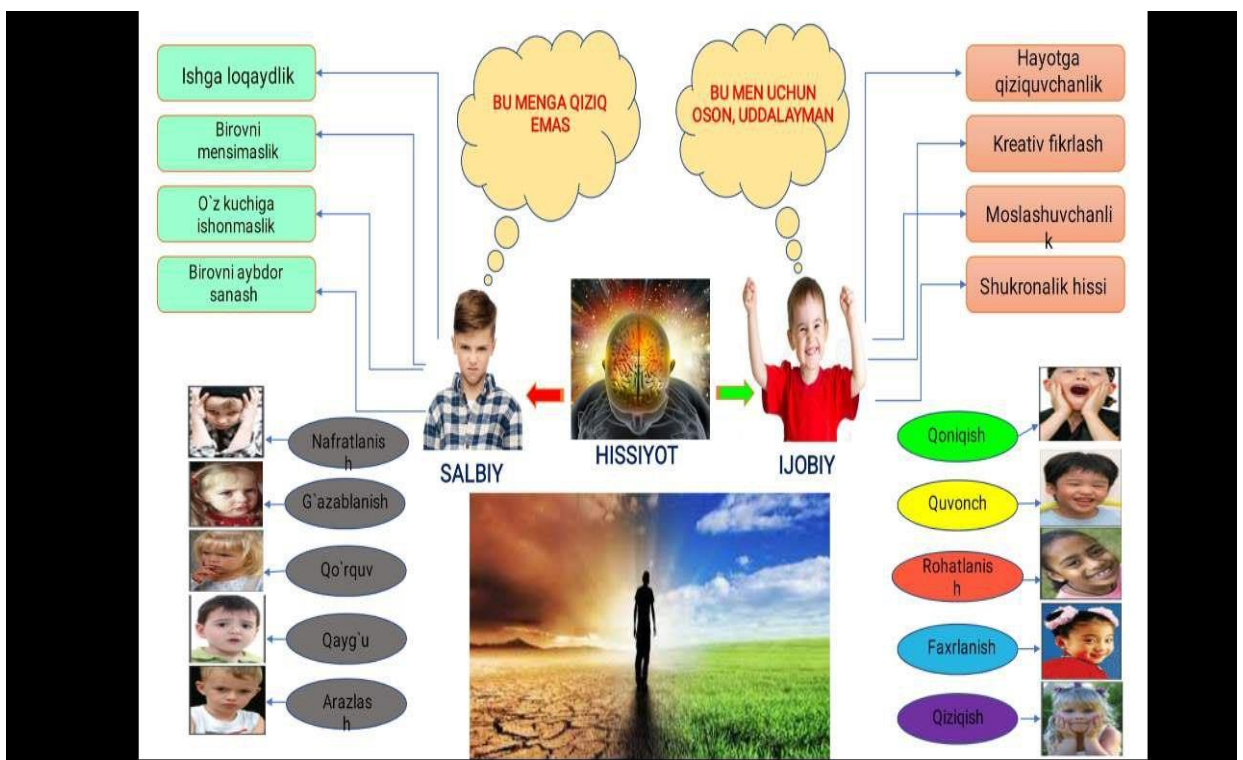 Ishga loqaydlik
Birovni
mensimaslik
O`z kuchiga
ishonmaslik
Birovni aybdor
sanash
BU MENGA QIZIQ
EMAS
BU MEN UCHUN
OSON, UDDALAYMAN
Hayotga
qiziquvchanlik
Kreativ fikrlash
Moslashuvchanli
k
Shukronalik hissi
SALBIY
HISSIYOT
IJOBIY
Nafratlanis
h
G`azablanish
Qo`rquv
Qayg`u
Arazlas
h
Qoniqish
Quvonch
Rohatlanis
h
Faxrlanish
Qiziqish